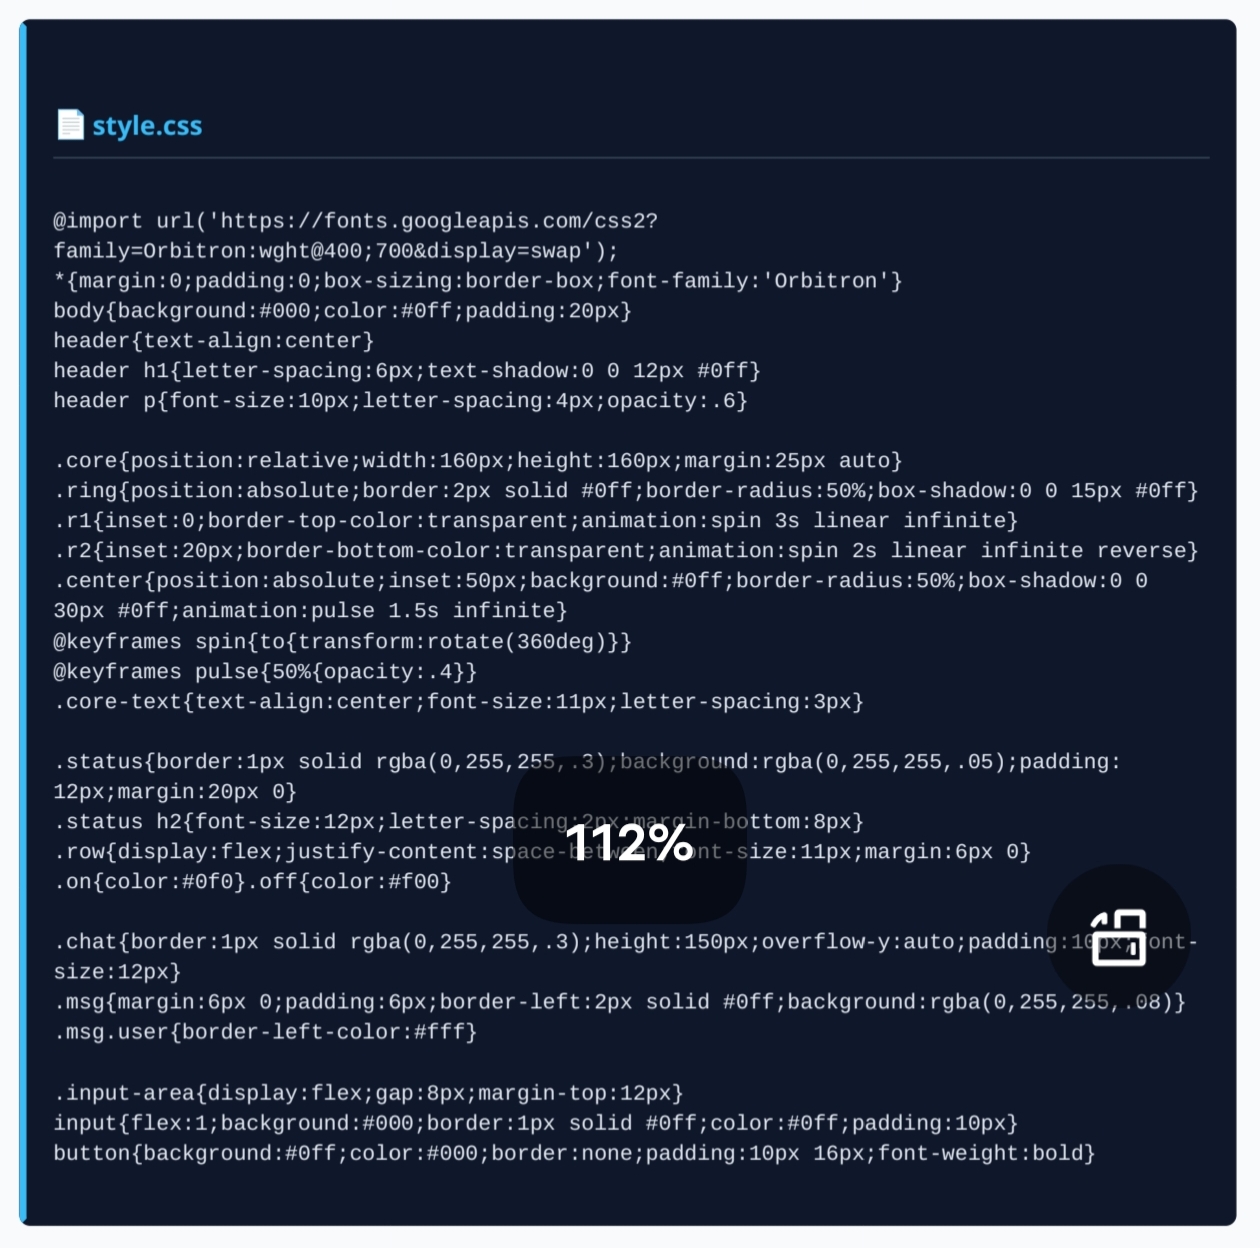 style.css
@import url('https://fonts.googleapis.com/css2?
family=Orbitron:wght@400;700&display=swap');
*{margin:0;padding:0;box-sizing:border-box;font-family:'Orbitron'}
body{background:#000;color:#0ff;padding:20px}
header{text-align:center}
header h1{letter-spacing:6px;text-shadow:0 0 12px #0ff}
header p{font-size:10px;letter-spacing:4px;opacity:.6}
.core{position:relative;width:160px;height:160px;margin:25px auto}
.ring{position:absolute;border:2px solid #0ff;border-radius:50%;box-shadow:0 0 15px #0ff}
.r1{inset:0;border-top-color:transparent;animation:spin 3s linear infinite}
.r2{inset:20px;border-bottom-color:transparent;animation:spin 2s linear infinite reverse}
.center{position:absolute;inset:50px;background:#0ff;border-radius:50%;box-shadow:0 0
30px #0ff;animation:pulse 1.5s infinite}
@keyframes spin{to{transform:rotate(360deg)}}
@keyframes pulse{50%{opacity:.4}}
.core-text{text-align:center;font-size:11px;letter-spacing:3px}
.status{border:1px solid rgba(0,255,255,.3);background:rgba(0,255,255,.05);padding:
12px;margin:20px 0}
.status h2{font-size:12px;letter-spacing:2px;margin-bottom:8px}
112%
.row{display:flex;justify-content:space-between;font-size:11px;margin:6px 0}
.on{color:#0f0}.off{color:#f00}
.chat{border:1px solid rgba(0,255,255,.3);height:150px;overflow-y:auto;padding:10px;font-
size:12px}
.msg{margin:6px 0;padding:6px;border-left:2px solid #0ff;background:rgba(0,255,255,.08)}
.msg.user{border-left-color:#fff}
.input-area{display:flex;gap:8px;margin-top:12px}
input{flex:1;background:#000;border:1px solid #0ff;color:#0ff;padding:10px}
button{background:#0ff;color:#000;border:none;padding:10px 16px;font-weight:bold}